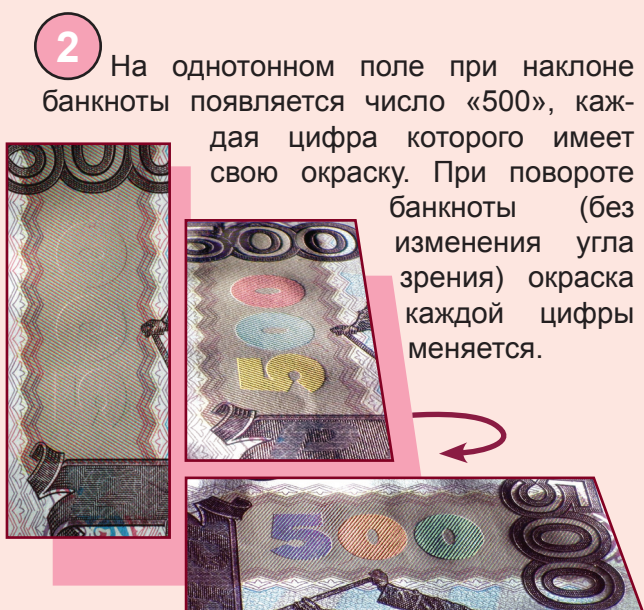 2
На однотонном поле при наклоне
банкноты появляется число «500», каж-
дая цифра которого имеет
свою окраску. При повороте
банкноты (без
изменения угла
зрения) окраска
каждой цифры
меняется.
500
500
500
500
500